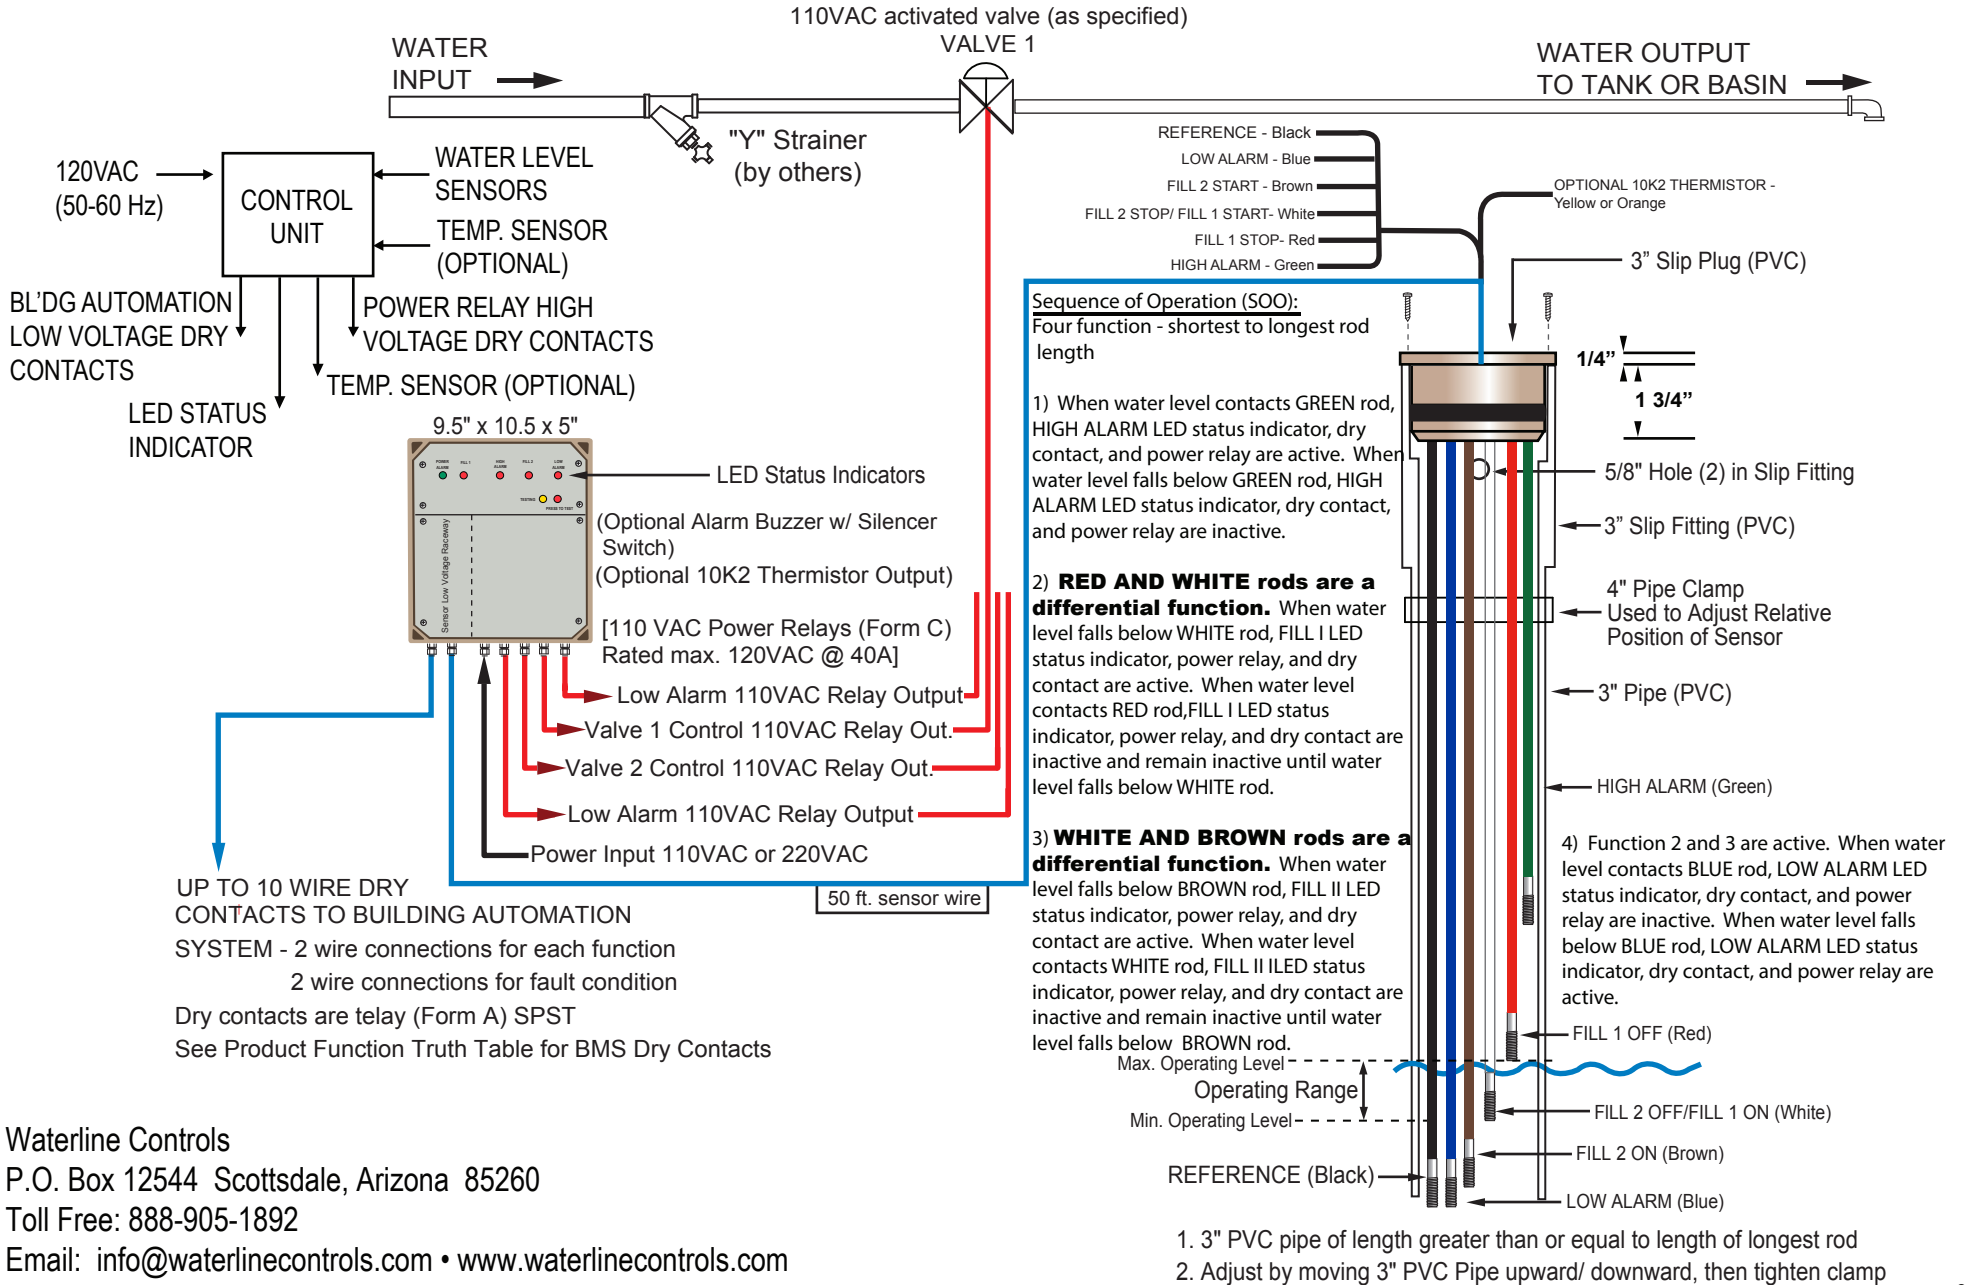 110VAC activated valve (as specified)
VALVE 1
WATER
INPUT
WATER OUTPUT
TO TANK OR BASIN
"Y" Strainer
(by others)
120VAC
(50-60 Hz)
CONTROL
UNIT
WATER LEVEL
SENSORS
TEMP. SENSOR
(OPTIONAL)
BL'DG AUTOMATION
LOW VOLTAGE DRY
CONTACTS
POWER RELAY HIGH
VOLTAGE DRY CONTACTS
TEMP. SENSOR (OPTIONAL)
LED STATUS
INDICATOR
REFERENCE - Black
LOW ALARM - Blue
FILL 2 START - Brown
FILL 2 STOP/ FILL 1 START- White
FILL 1 STOP- Red
HIGH ALARM - Green
OPTIONAL 10K2 THERMISTOR -
Yellow or Orange
3” Slip Plug (PVC)
1/4”
1 3/4”
9.5" x 10.5 x 5"
POWER
ALARM
FILL 1
HIGH
ALARM
FILL 2
LOW
ALARM
TESTING
PRESS TO TEST
Sensor Low Voltage Raceway
LED Status Indicators
(Optional Alarm Buzzer w/ Silencer
Switch)
(Optional 10K2 Thermistor Output)
[110 VAC Power Relays (Form C)
Rated max. 120VAC @ 40A]
Low Alarm 110VAC Relay Output
Valve 1 Control 110VAC Relay Out.
Valve 2 Control 110VAC Relay Out.
Low Alarm 110VAC Relay Output
Power Input 110VAC or 220VAC
50 ft. sensor wire
UP TO 10 WIRE DRY
CONTACTS TO BUILDING AUTOMATION
SYSTEM - 2 wire connections for each function
2 wire connections for fault condition
Dry contacts are telay (Form A) SPST
See Product Function Truth Table for BMS Dry Contacts
Sequence of Operation (SOO):
Four function - shortest to longest rod
length
1) When water level contacts GREEN rod,
HIGH ALARM LED status indicator, dry
contact, and power relay are active. When
water level falls below GREEN rod, HIGH
ALARM LED status indicator, dry contact,
and power relay are inactive.
2) RED AND WHITE rods are a
differential function. When water
level falls below WHITE rod, FILL I LED
status indicator, power relay, and dry
contact are active. When water level
contacts RED rod,FILL I LED status
indicator, power relay, and dry contact are
inactive and remain inactive until water
level falls below WHITE rod.
3) WHITE AND BROWN rods are a
differential function. When water
level falls below BROWN rod, FILL II LED
status indicator, power relay, and dry
contact are active. When water level
contacts WHITE rod, FILL II ILED status
indicator, power relay, and dry contact are
inactive and remain inactive until water
level falls below BROWN rod.
5/8" Hole (2) in Slip Fitting
3” Slip Fitting (PVC)
4" Pipe Clamp
Used to Adjust Relative
Position of Sensor
3" Pipe (PVC)
HIGH ALARM (Green)
4) Function 2 and 3 are active. When water
level contacts BLUE rod, LOW ALARM LED
status indicator, dry contact, and power
relay are inactive. When water level falls
below BLUE rod, LOW ALARM LED status
indicator, dry contact, and power relay are
active.
FILL 1 OFF (Red)
Max. Operating Level
Operating Range
Min. Operating Level
FILL 2 OFF/FILL 1 ON (White)
FILL 2 ON (Brown)
REFERENCE (Black)
LOW ALARM (Blue)
1. 3" PVC pipe of length greater than or equal to length of longest rod
2. Adjust by moving 3" PVC Pipe upward/ downward, then tighten clamp
Waterline Controls
P.O. Box 12544 Scottsdale, Arizona 85260
Toll Free: 888-905-1892
Email: info@waterlinecontrols.com • www.waterlinecontrols.com